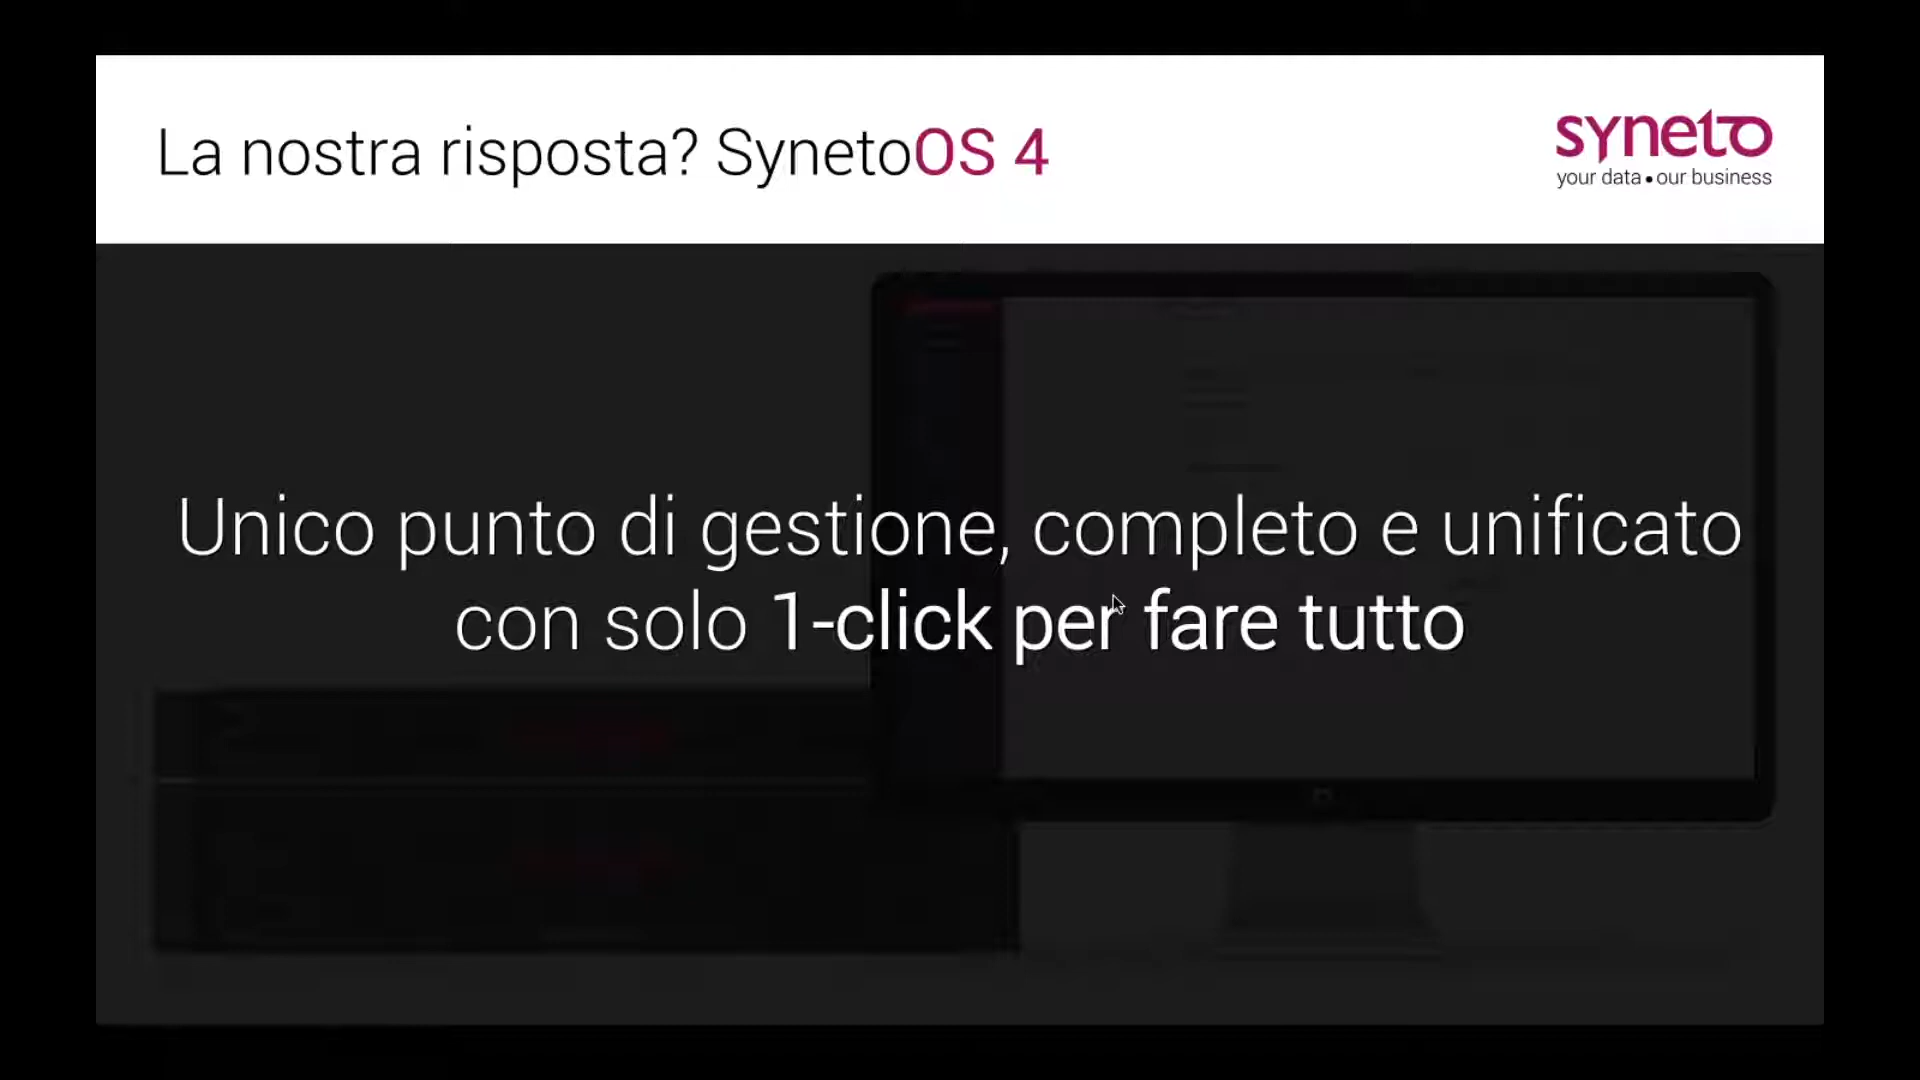 La nostra risposta? SynetoOS 4
syneto
your data • our business
Unico punto di gestione, completo e unificato
con solo 1-click per fare tutto